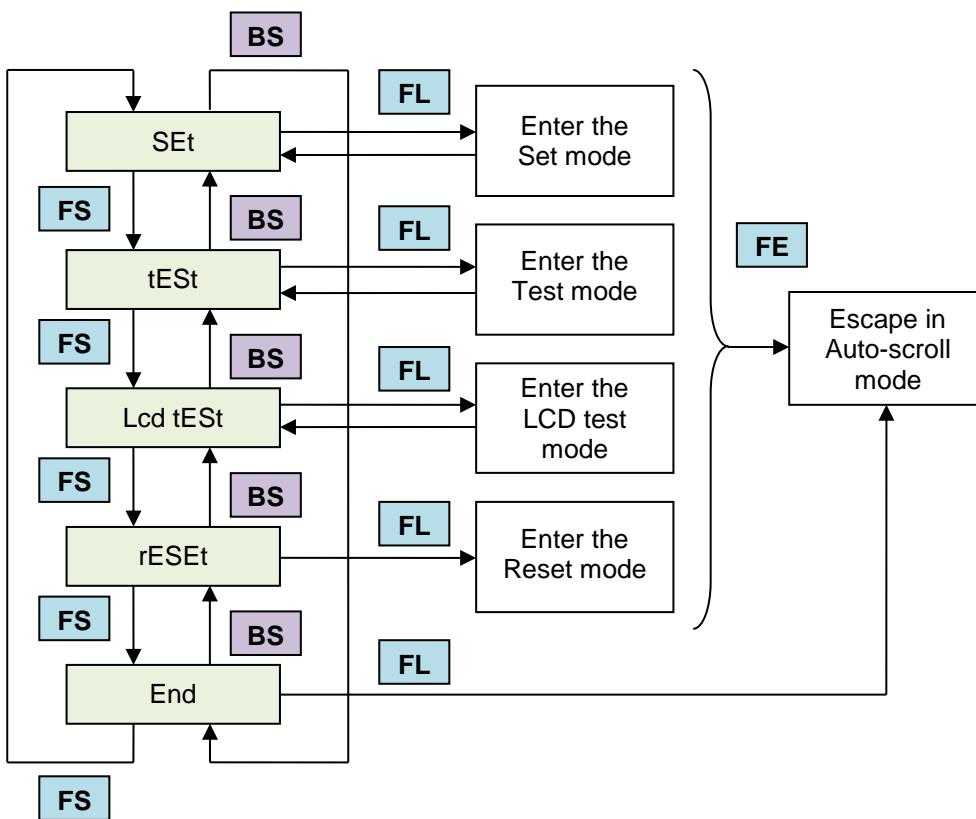 BS
FL
SEt
Enter the
Set mode
FS
BS
FL
FE
tESt
Enter the
Test mode
Escape in
Auto-scroll
mode
FS
BS
FL
Lcd tESt
Enter the
LCD test
mode
FS
BS
FL
rESEt
Enter the
Reset mode
FS
BS
FL
End
FS